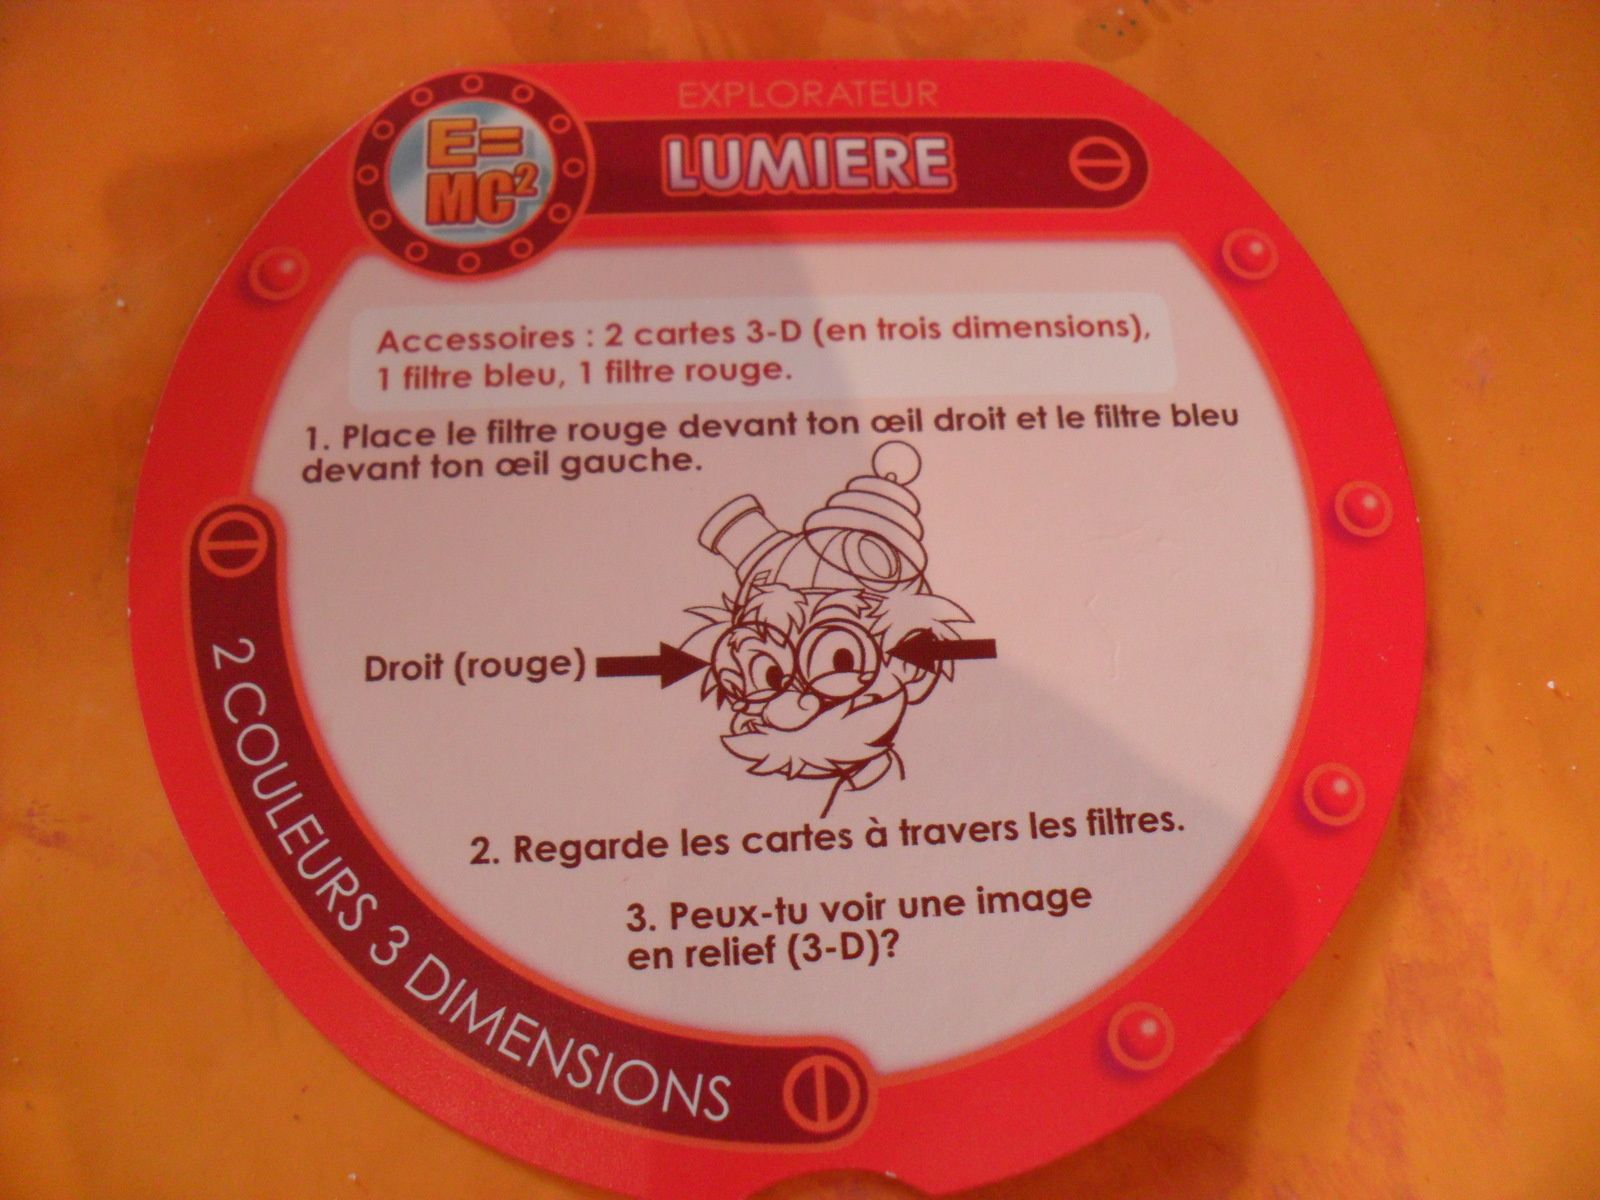 EXPLORATEUR
E=
MC²
LUMIERE
Accessoires : 2 cartes 3-D (en trois dimensions),
1 filtre bleu, 1 filtre rouge.
1. Place le filtre rouge devant ton œil droit et le filtre bleu
devant ton œil gauche.
Droit (rouge)
2. Regarde les cartes à travers les filtres.
3. Peux-tu voir une image
en relief (3-D)?
2 COULEURS 3 DIMENSIONS